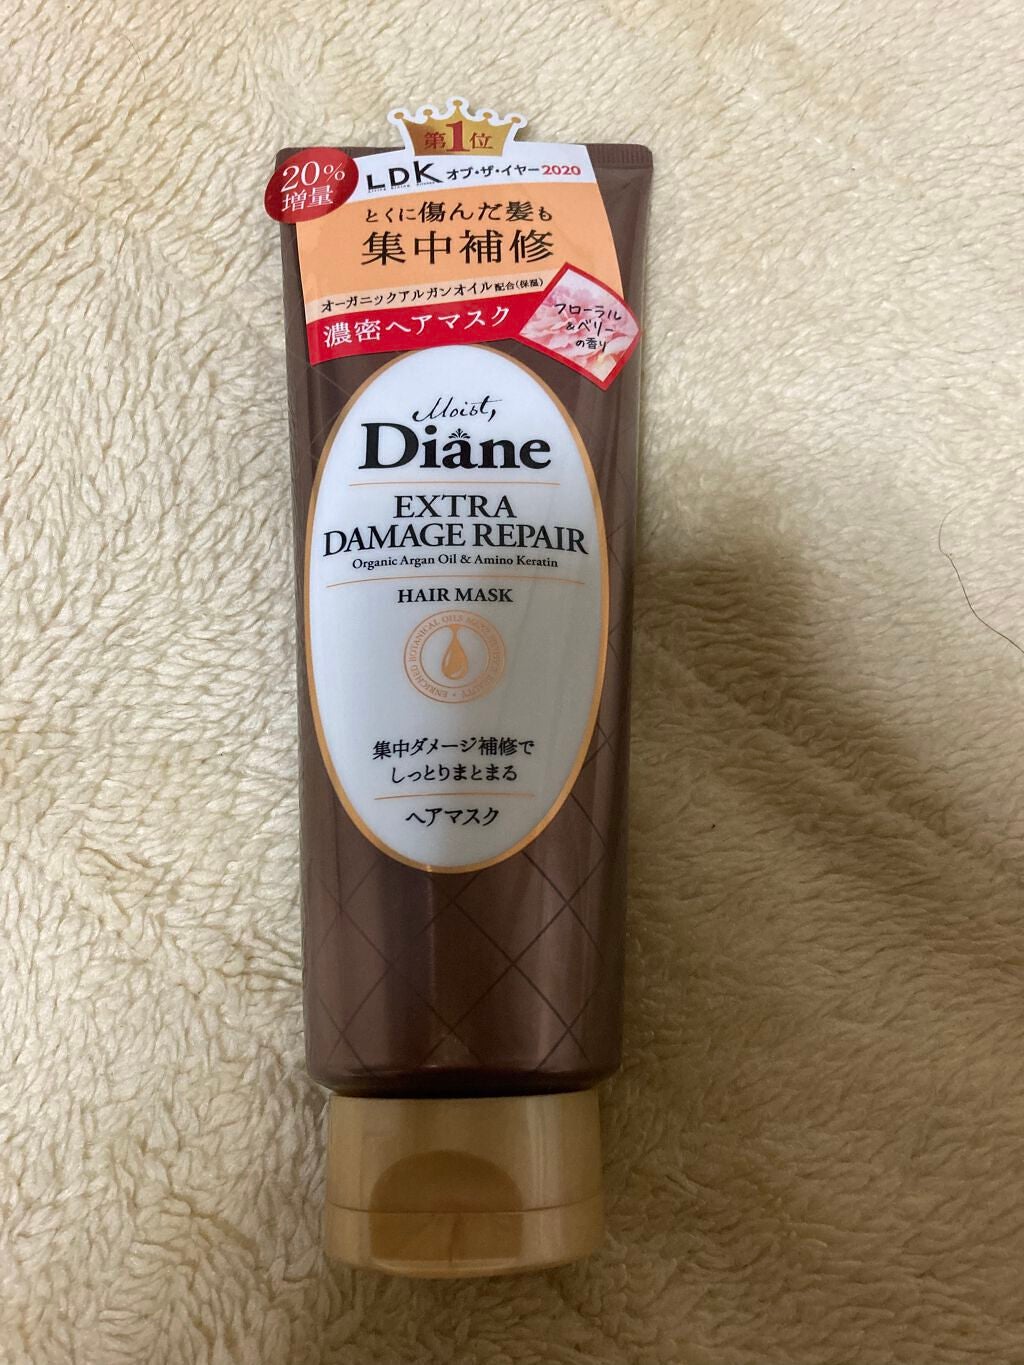 第1位
20%
増量
LDK オブ・ザ・イヤー2020
とくに傷んだ髪も
集中補修
オーガニックアルガンオイル配合(保湿)
濃密ヘアマスク
フローラル
&ベリー
の香り
Moist,
Diane
EXTRA
DAMAGE REPAIR
Organic Argan Oil & Amino Keratin
HAIR MASK
ENRICHED BOTANICAL OILS
集中ダメージ補修で
しっとりまとまる
ヘアマスク